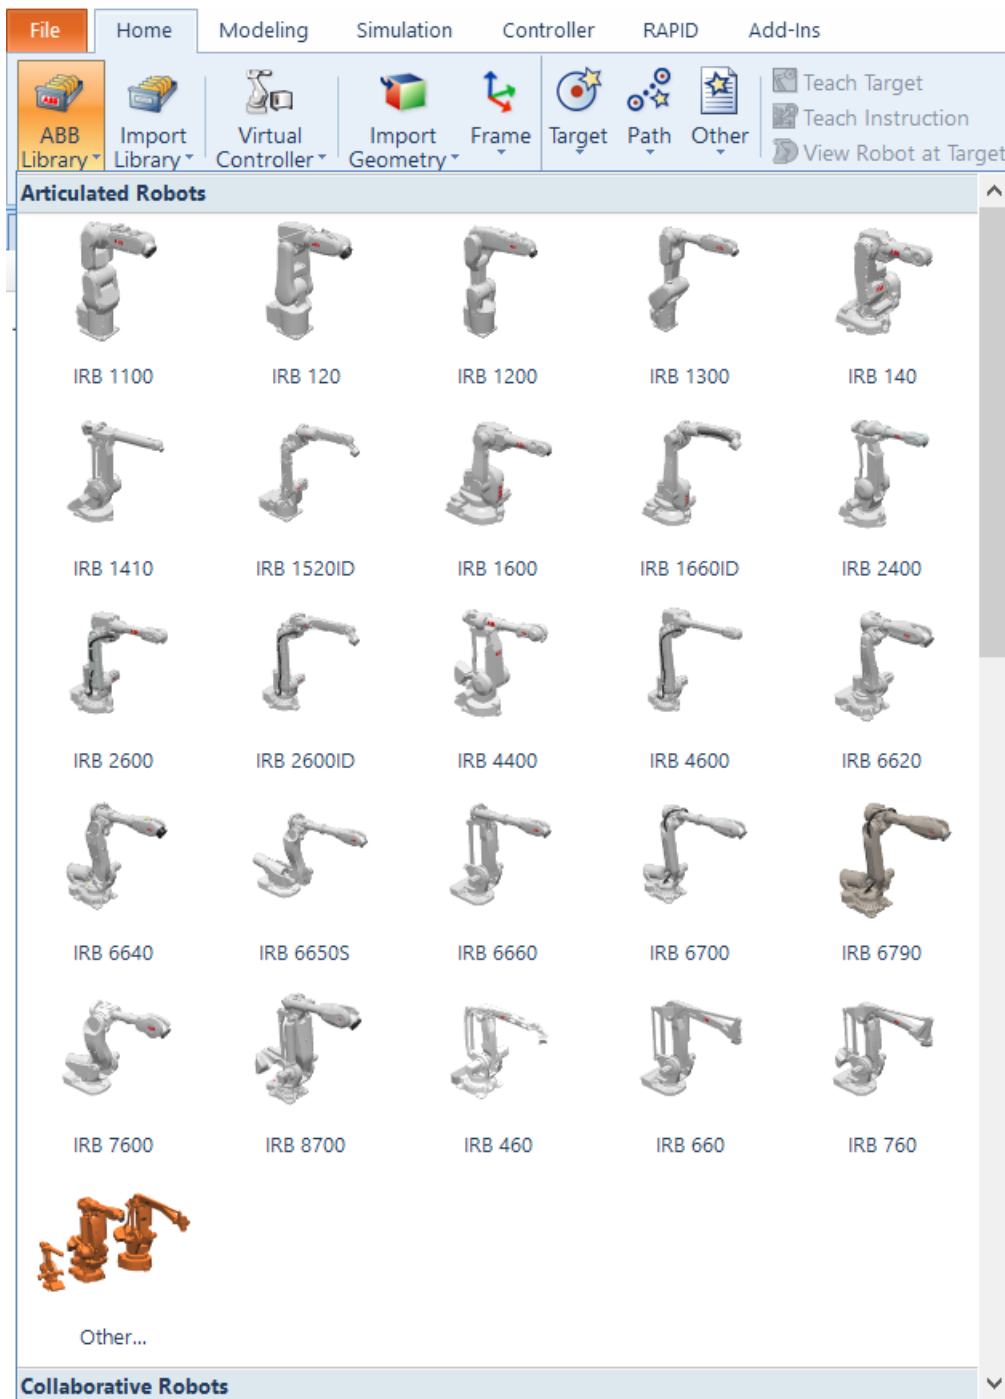 File Home Modeling Simulation Controller RAPID Add-Ins
ABB Library
Import Library
Virtual Controller
Import Geometry
Frame
Target
Path
Other
Teach Target
Teach Instruction
View Robot at Target
Articulated Robots
IRB 1100 IRB 120 IRB 1200 IRB 1300 IRB 140
IRB 1410 IRB 1520ID IRB 1600 IRB 1660ID IRB 2400
IRB 2600 IRB 2600ID IRB 4400 IRB 4600 IRB 6620
IRB 6640 IRB 6650S IRB 6660 IRB 6700 IRB 6790
IRB 7600 IRB 8700 IRB 460 IRB 660 IRB 760
Other...
Collaborative Robots